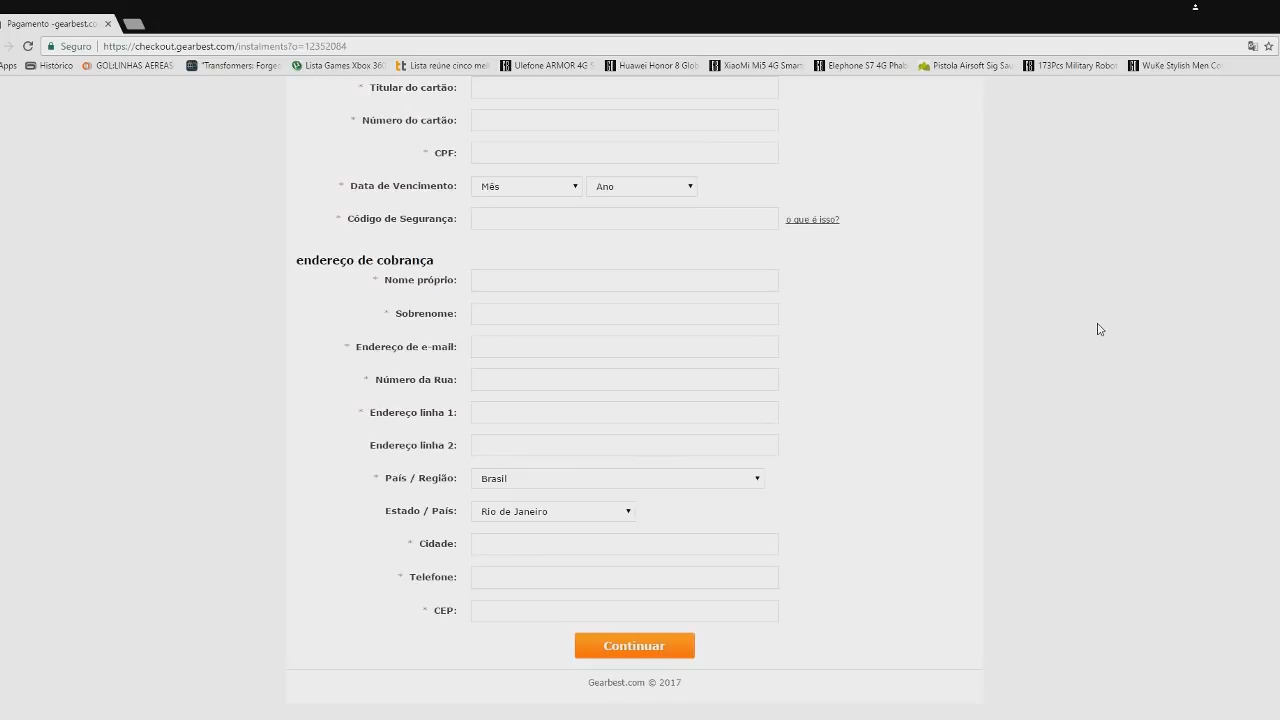 Pagamento -gearbest.co
Seguro https://checkout.gearbest.com/instalments?o=12352084
Apps Histórico GOL(LINHAS AEREAS "Transformers: Forge Lista Games Xbox 360 Lista reúne cinco mel Ulefone ARMOR 4G S Huawei Honor 8 Glob XiaoMi Mi5 4G Smar Elephone S7 4G Phab Pistola Airsoft Sig Sau 173Pcs Military Robot WuKe Stylish Men Co
* Titular do cartão:
* Número do cartão:
* CPF:
* Data de Vencimento: Mês Ano
* Código de Segurança: o que é isso?
endereço de cobrança
* Nome próprio:
* Sobrenome:
* Endereço de e-mail:
* Número da Rua:
* Endereço linha 1:
Endereço linha 2:
* País / Região: Brasil
Estado / País: Rio de Janeiro
* Cidade:
* Telefone:
* CEP:
Continuar
Gearbest.com © 2017